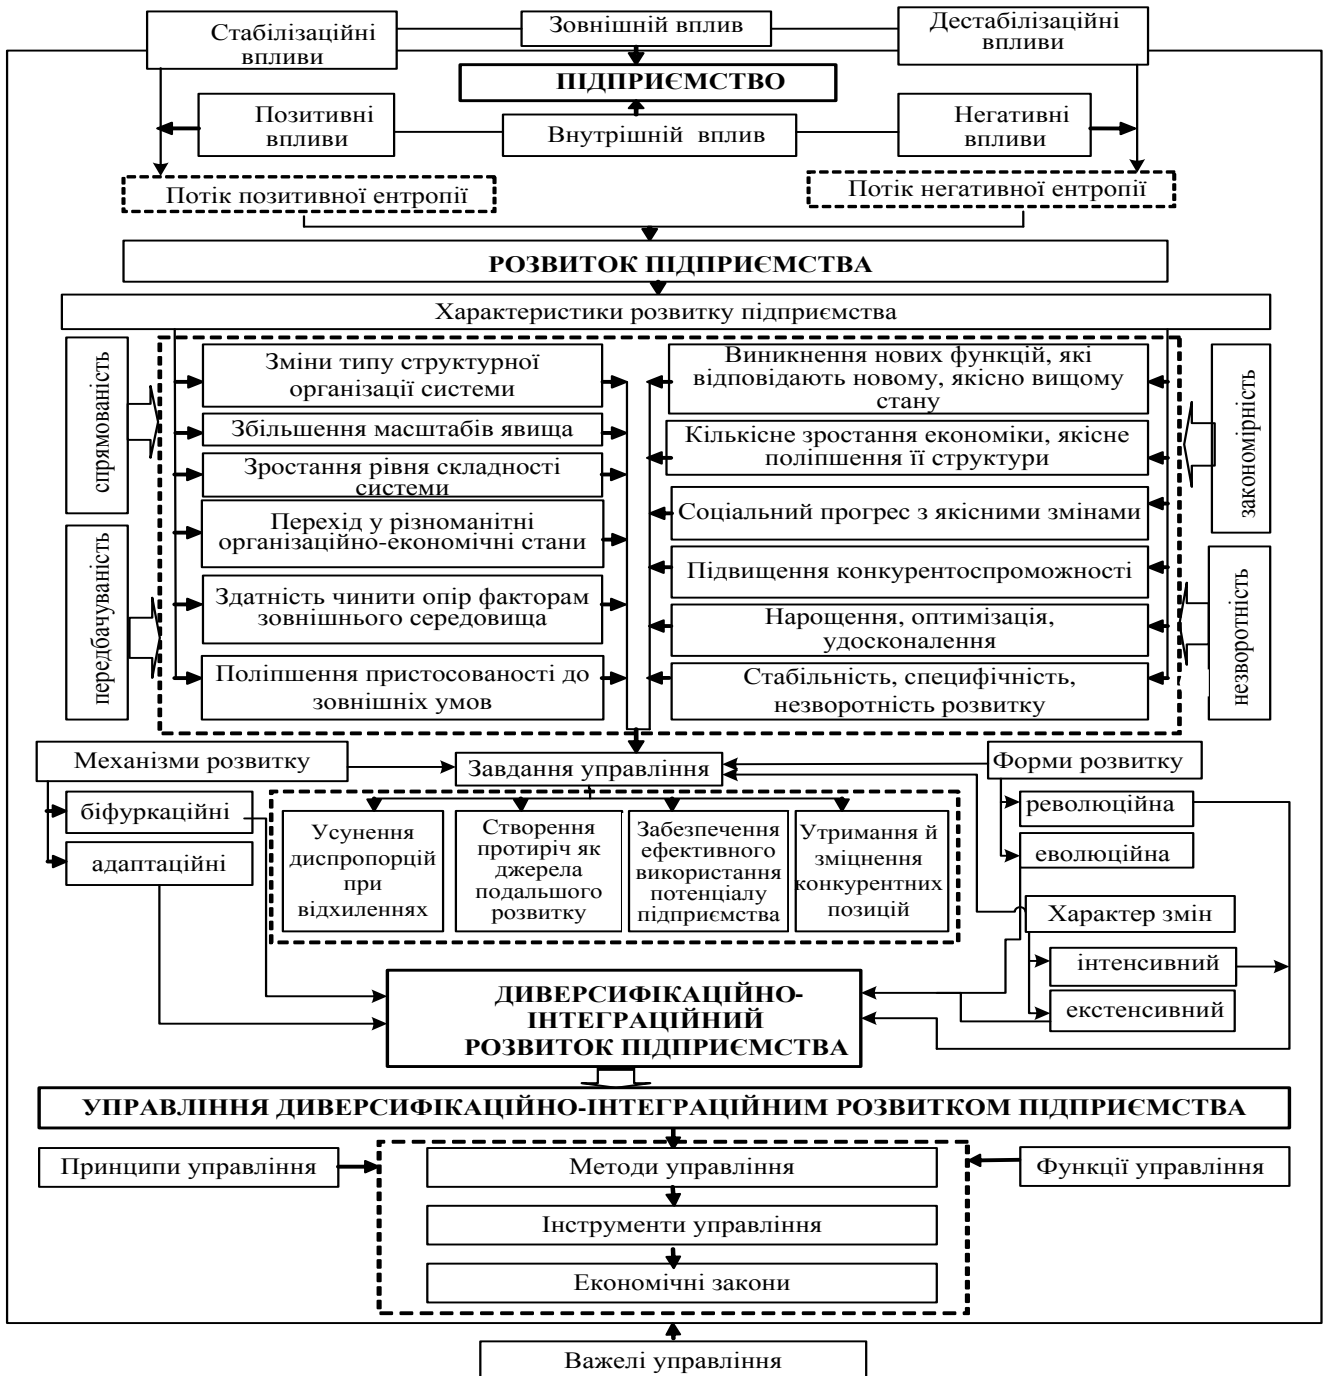 Зовнішній вплив
Стабілізаційні
впливи
Дестабілізаційні
впливи
ПІДПРИЄМСТВО
Позитивні
впливи
Внутрішній вплив
Негативні
впливи
Потік позитивної ентропії
Потік негативної ентропії
РОЗВИТОК ПІДПРИЄМСТВА
Характеристики розвитку підприємства
спрямованість
передбачуваність
Зміни типу структурної
організації системи
Збільшення масштабів явища
Зростання рівня складності
системи
Перехід у різноманітні
організаційно-економічні стани
Здатність чинити опір факторам
зовнішнього середовища
Поліпшення пристосованості до
зовнішніх умов
Виникнення нових функцій, які
відповідають новому, якісно вищому
стану
Кількісне зростання економіки, якісне
поліпшення її структури
Соціальний прогрес з якісними змінами
Підвищення конкурентоспроможності
Нарощення, оптимізація,
удосконалення
Стабільність, специфічність,
незворотність розвитку
закономірність
незворотність
Механізми розвитку
біфуркаційні
адаптаційні
Завдання управління
Усунення
диспропорцій
при
відхиленнях
Створення
протиріч як
джерела
подальшого
розвитку
Забезпечення
ефективного
використання
потенціалу
підприємства
Утримання й
зміцнення
конкурентних
позицій
Форми розвитку
революційна
еволюційна
Характер змін
інтенсивний
екстенсивний
ДИВЕРСИФІКАЦІЙНО-
ІНТЕГРАЦІЙНИЙ
РОЗВИТОК ПІДПРИЄМСТВА
УПРАВЛІННЯ ДИВЕРСИФІКАЦІЙНО-ІНТЕГРАЦІЙНИМ РОЗВИТКОМ ПІДПРИЄМСТВА
Принципи управління
Методи управління
Функції управління
Інструменти управління
Економічні закони
Важелі управління